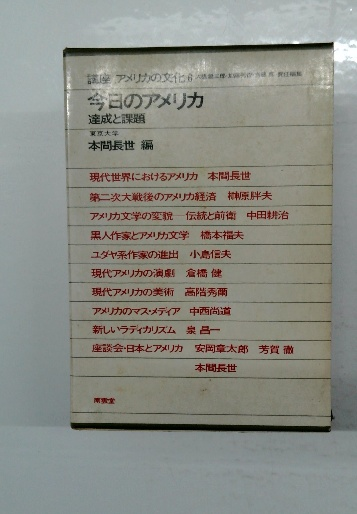 講座 アメリカの文化 6 責任編集
今日のアメリカ
達成と課題
東京大学
本間長世 編
現代世界におけるアメリカ 本間長世
第二次大戦後のアメリカ経済 榊原胖夫
アメリカ文学の変貌―伝統と前衛 中田耕治
黒人作家とアメリカ文学 橋本福夫
ユダヤ系作家の進出 小島信夫
現代アメリカの演劇 倉橋 健
現代アメリカの美術 高階秀爾
アメリカのマス・メディア 中西尚道
新しいラディカリズム 泉 昌一
座談会・日本とアメリカ 安岡章太郎 芳賀 徹
本間長世
南雲堂